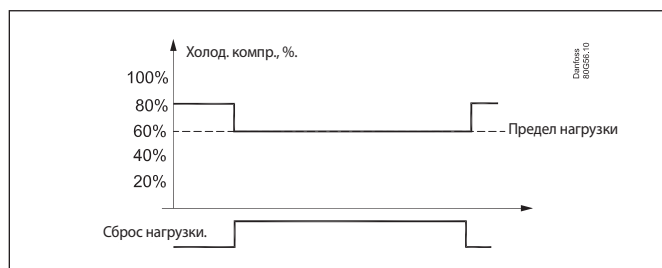 Холод. компр., %.
Danfoss
80G56.10
100%
80%
60%
Предел нагрузки
40%
20%
Сброс нагрузки.